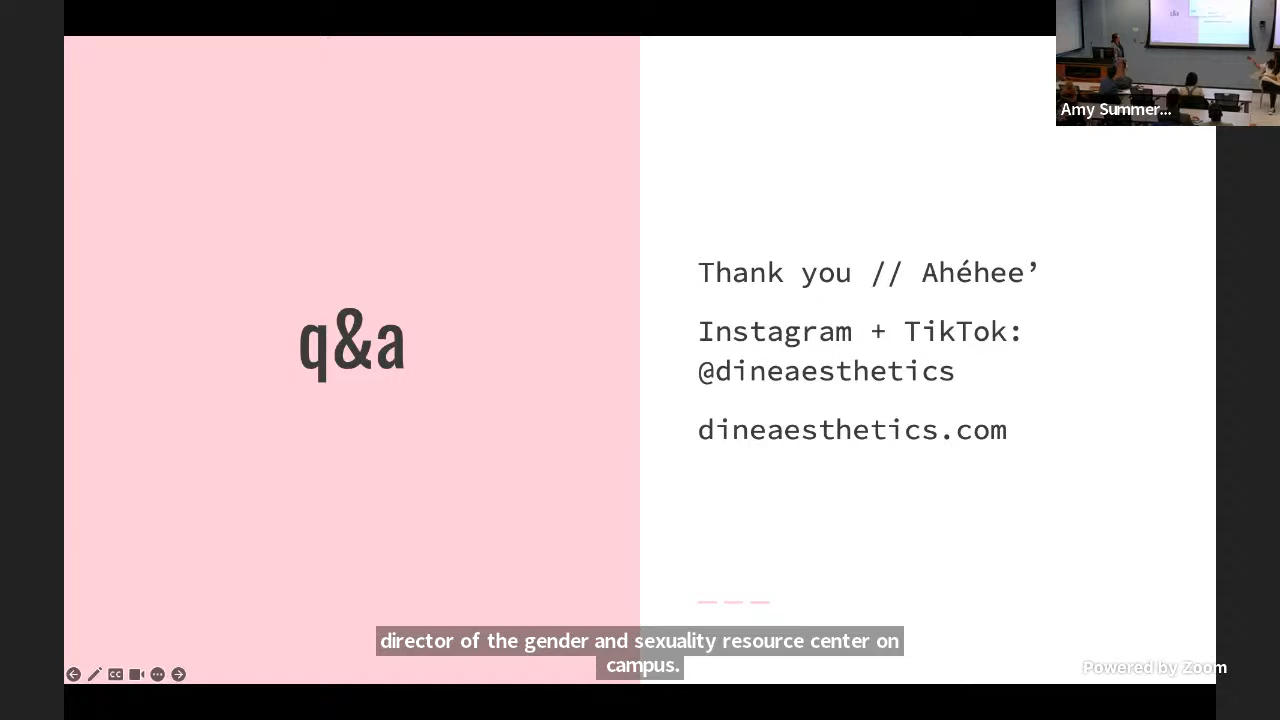 q&a
Thank you // Ahéhee’
Instagram + TikTok:
@dineaesthetics
dineaesthetics.com
Amy Summer...
director of the gender and sexuality resource center on
campus.
CC
Powered by Zoom